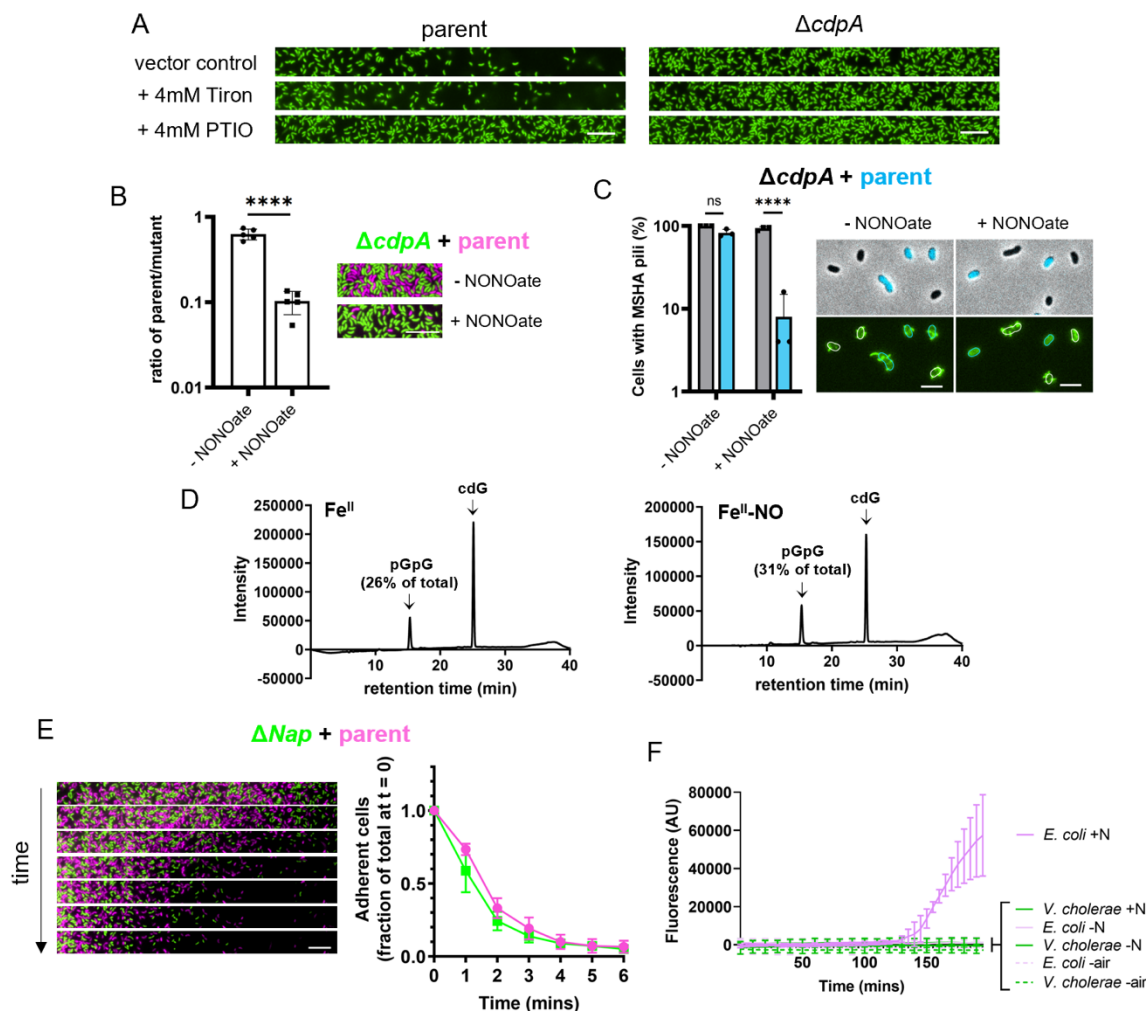 A
parent
ΔcdpA
vector control
+ 4mM Tiron
+ 4mM PTIO
B
ratio of parent/mutant
1
0.1
0.01
****
- NONOate
+ NONOate
ΔcdpA + parent
- NONOate
+ NONOate
C
ΔcdpA + parent
Cells with MSHA pili (%)
100
10
1
ns
****
- NONOate
+ NONOate
- NONOate
+ NONOate
D
Intensity
250000
200000
150000
100000
50000
0
-50000
Feᴵᴵ
cdG
pGpG
(26% of total)
10 20 30 40
retention time (min)
Intensity
250000
200000
150000
100000
50000
0
-50000
Feᴵᴵ-NO
cdG
pGpG
(31% of total)
10 20 30 40
retention time (min)
E
ΔNap + parent
time
Adherent cells
(fraction of total at t = 0)
1.0
0.5
0.0
0 1 2 3 4 5 6
Time (mins)
F
Fluorescence (AU)
80000
60000
40000
20000
0
50 100 150
Time (mins)
E. coli +N
V. cholerae +N
E. coli -N
V. cholerae -N
E. coli -air
V. cholerae -air